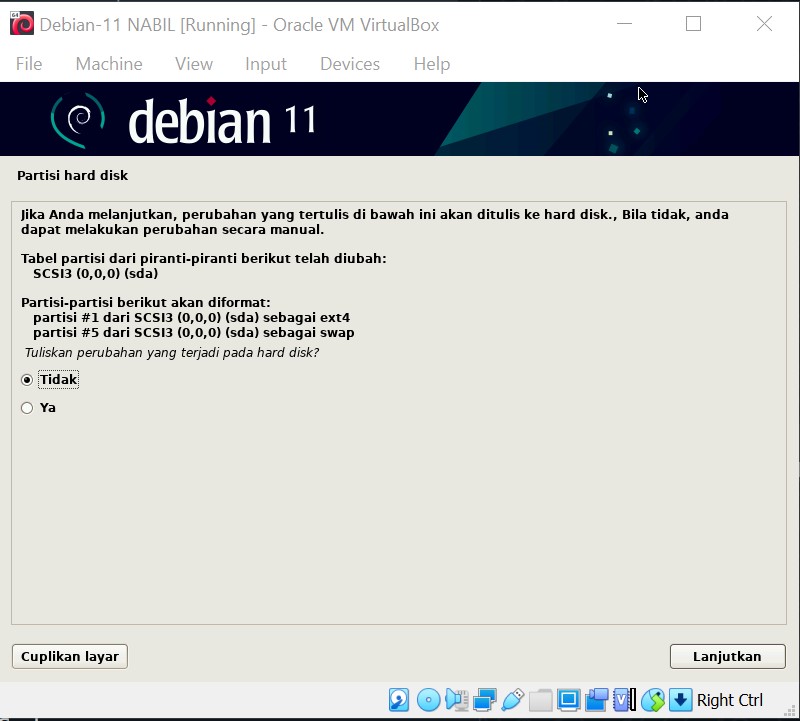 Debian-11 NABIL [Running] - Oracle VM VirtualBox
File Machine View Input Devices Help
debian 11
Partisi hard disk
Jika Anda melanjutkan, perubahan yang tertulis di bawah ini akan ditulis ke hard disk., Bila tidak, anda
dapat melakukan perubahan secara manual.
Tabel partisi dari piranti-piranti berikut telah diubah:
SCSI3 (0,0,0) (sda)
Partisi-partisi berikut akan diformat:
partisi #1 dari SCSI3 (0,0,0) (sda) sebagai ext4
partisi #5 dari SCSI3 (0,0,0) (sda) sebagai swap
Tuliskan perubahan yang terjadi pada hard disk?
Tidak
Ya
Cuplikan layar
Lanjutkan
Right Ctrl